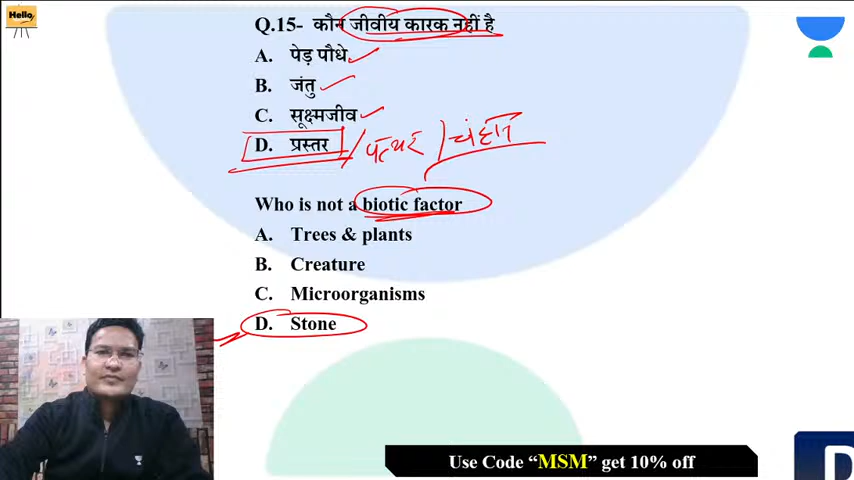 Hello
Q.15- कौन जीवीय कारक नहीं है
A. पेड़ पौधे
B. जंतु
C. सूक्ष्मजीव
D. प्रस्तर / पत्थर / चट्टान
Who is not a biotic factor
A. Trees & plants
B. Creature
C. Microorganisms
D. Stone
Use Code “MSM” get 10% off